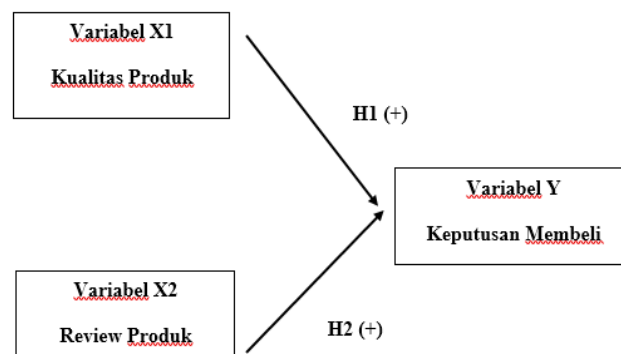 Variabel X1
Kualitas Produk
H1 (+)
Variabel Y
Keputusan Membeli
Variabel X2
Review Produk
H2 (+)